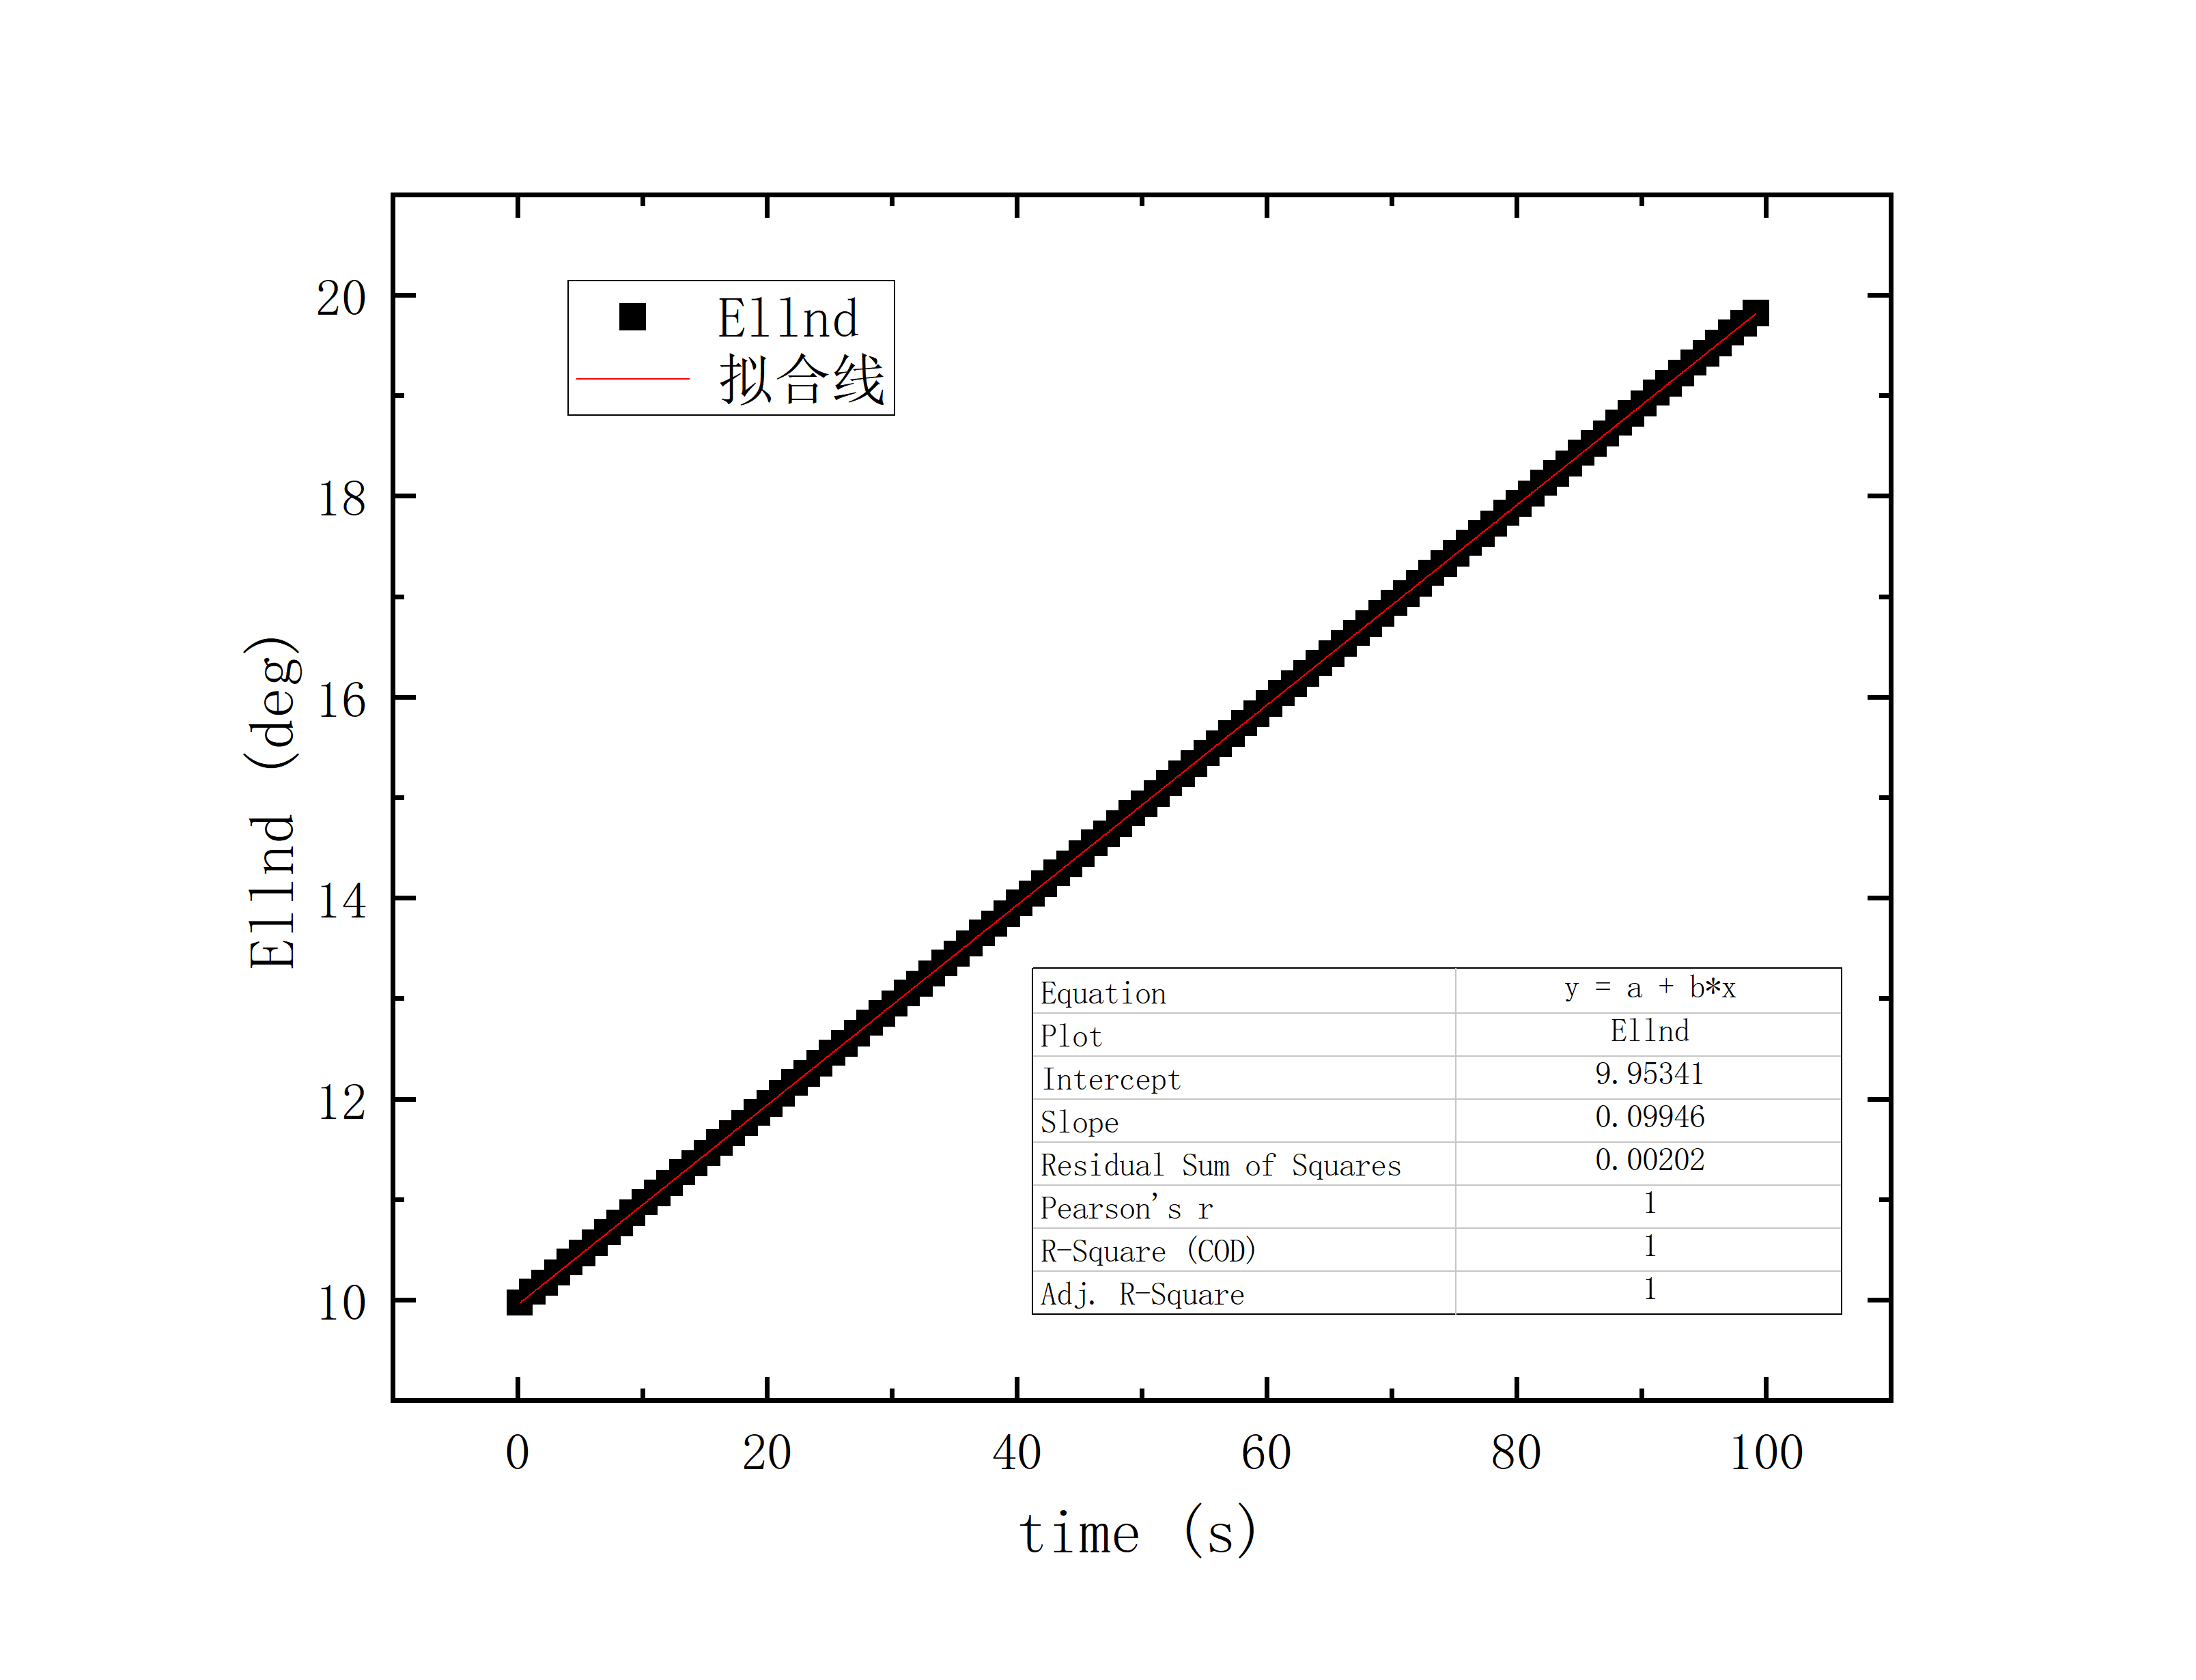 Ellnd
拟合线
20
18
16
14
12
10
Ellnd (deg)
Equation y = a + b*x
Plot Ellnd
Intercept 9.95341
Slope 0.09946
Residual Sum of Squares 0.00202
Pearson's r 1
R-Square (COD) 1
Adj. R-Square 1
0 20 40 60 80 100
time (s)